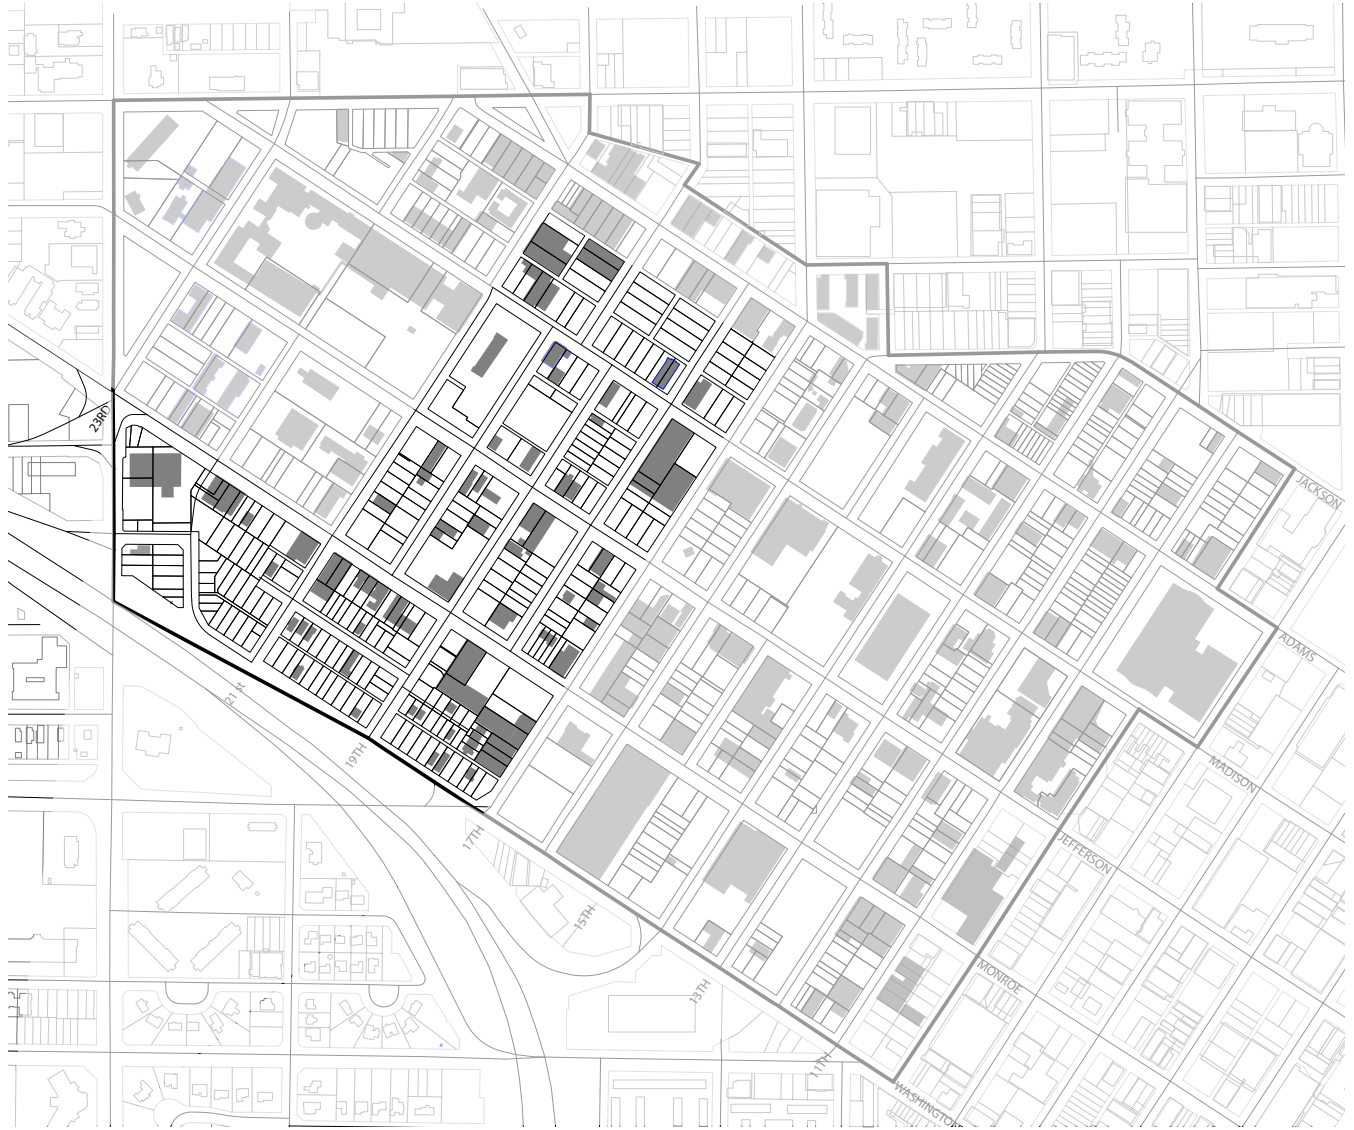 23RD
JACKSON
ADAMS
21 st
19TH
MADISON
17TH
JEFFERSON
15TH
MONROE
13TH
11TH
WASHINGTON